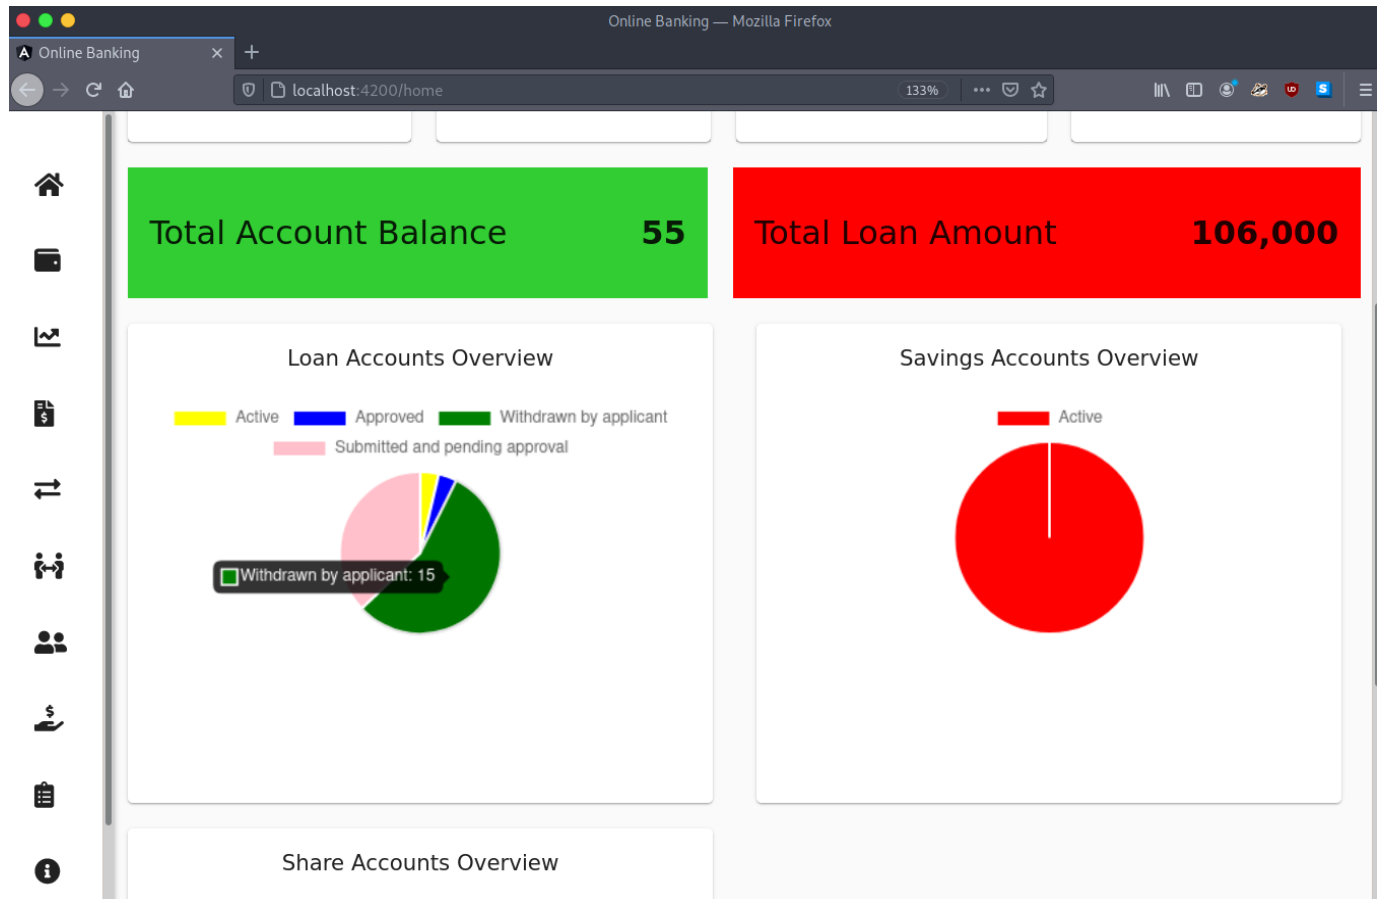 Online Banking — Mozilla Firefox
Online Banking
localhost:4200/home 133%
Total Account Balance 55
Total Loan Amount 106,000
Loan Accounts Overview
Active Approved Withdrawn by applicant
Submitted and pending approval
Withdrawn by applicant: 15
Savings Accounts Overview
Active
Share Accounts Overview